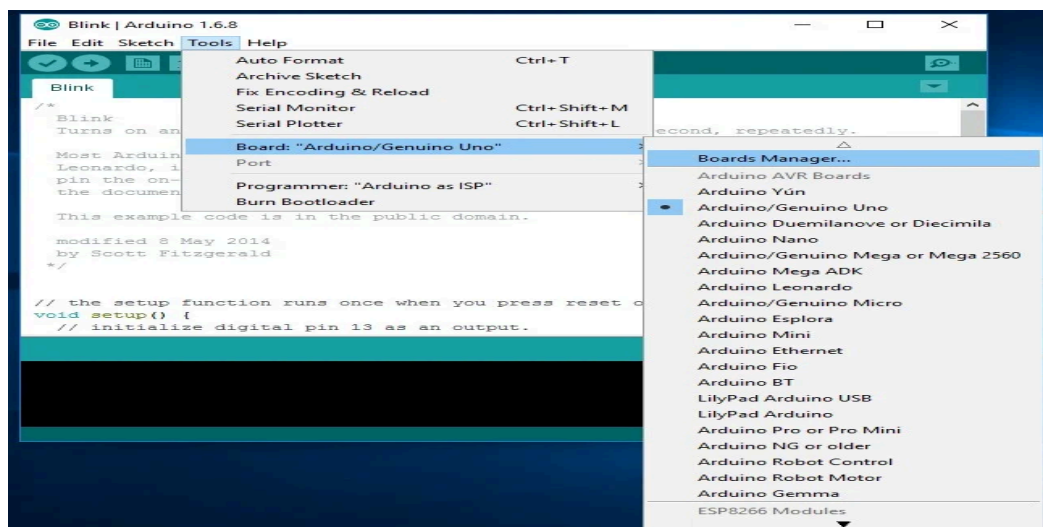 Blink | Arduino 1.6.8
File Edit Sketch Tools Help
Auto Format Ctrl+T
Archive Sketch
Fix Encoding & Reload
Serial Monitor Ctrl+Shift+M
Serial Plotter Ctrl+Shift+L
Board: "Arduino/Genuino Uno"
Port
Programmer: "Arduino as ISP"
Burn Bootloader
Blink
/*
Blink
Turns on an econd, repeatedly.
Most Arduin
Leonardo, i
pin the on-
the documen
This example code is in the public domain.
modified 8 May 2014
by Scott Fitzgerald
*/
// the setup function runs once when you press reset o
void setup() {
// initialize digital pin 13 as an output.
Boards Manager...
Arduino AVR Boards
Arduino Yún
Arduino/Genuino Uno
Arduino Duemilanove or Diecimila
Arduino Nano
Arduino/Genuino Mega or Mega 2560
Arduino Mega ADK
Arduino Leonardo
Arduino/Genuino Micro
Arduino Esplora
Arduino Mini
Arduino Ethernet
Arduino Fio
Arduino BT
LilyPad Arduino USB
LilyPad Arduino
Arduino Pro or Pro Mini
Arduino NG or older
Arduino Robot Control
Arduino Robot Motor
Arduino Gemma
ESP8266 Modules